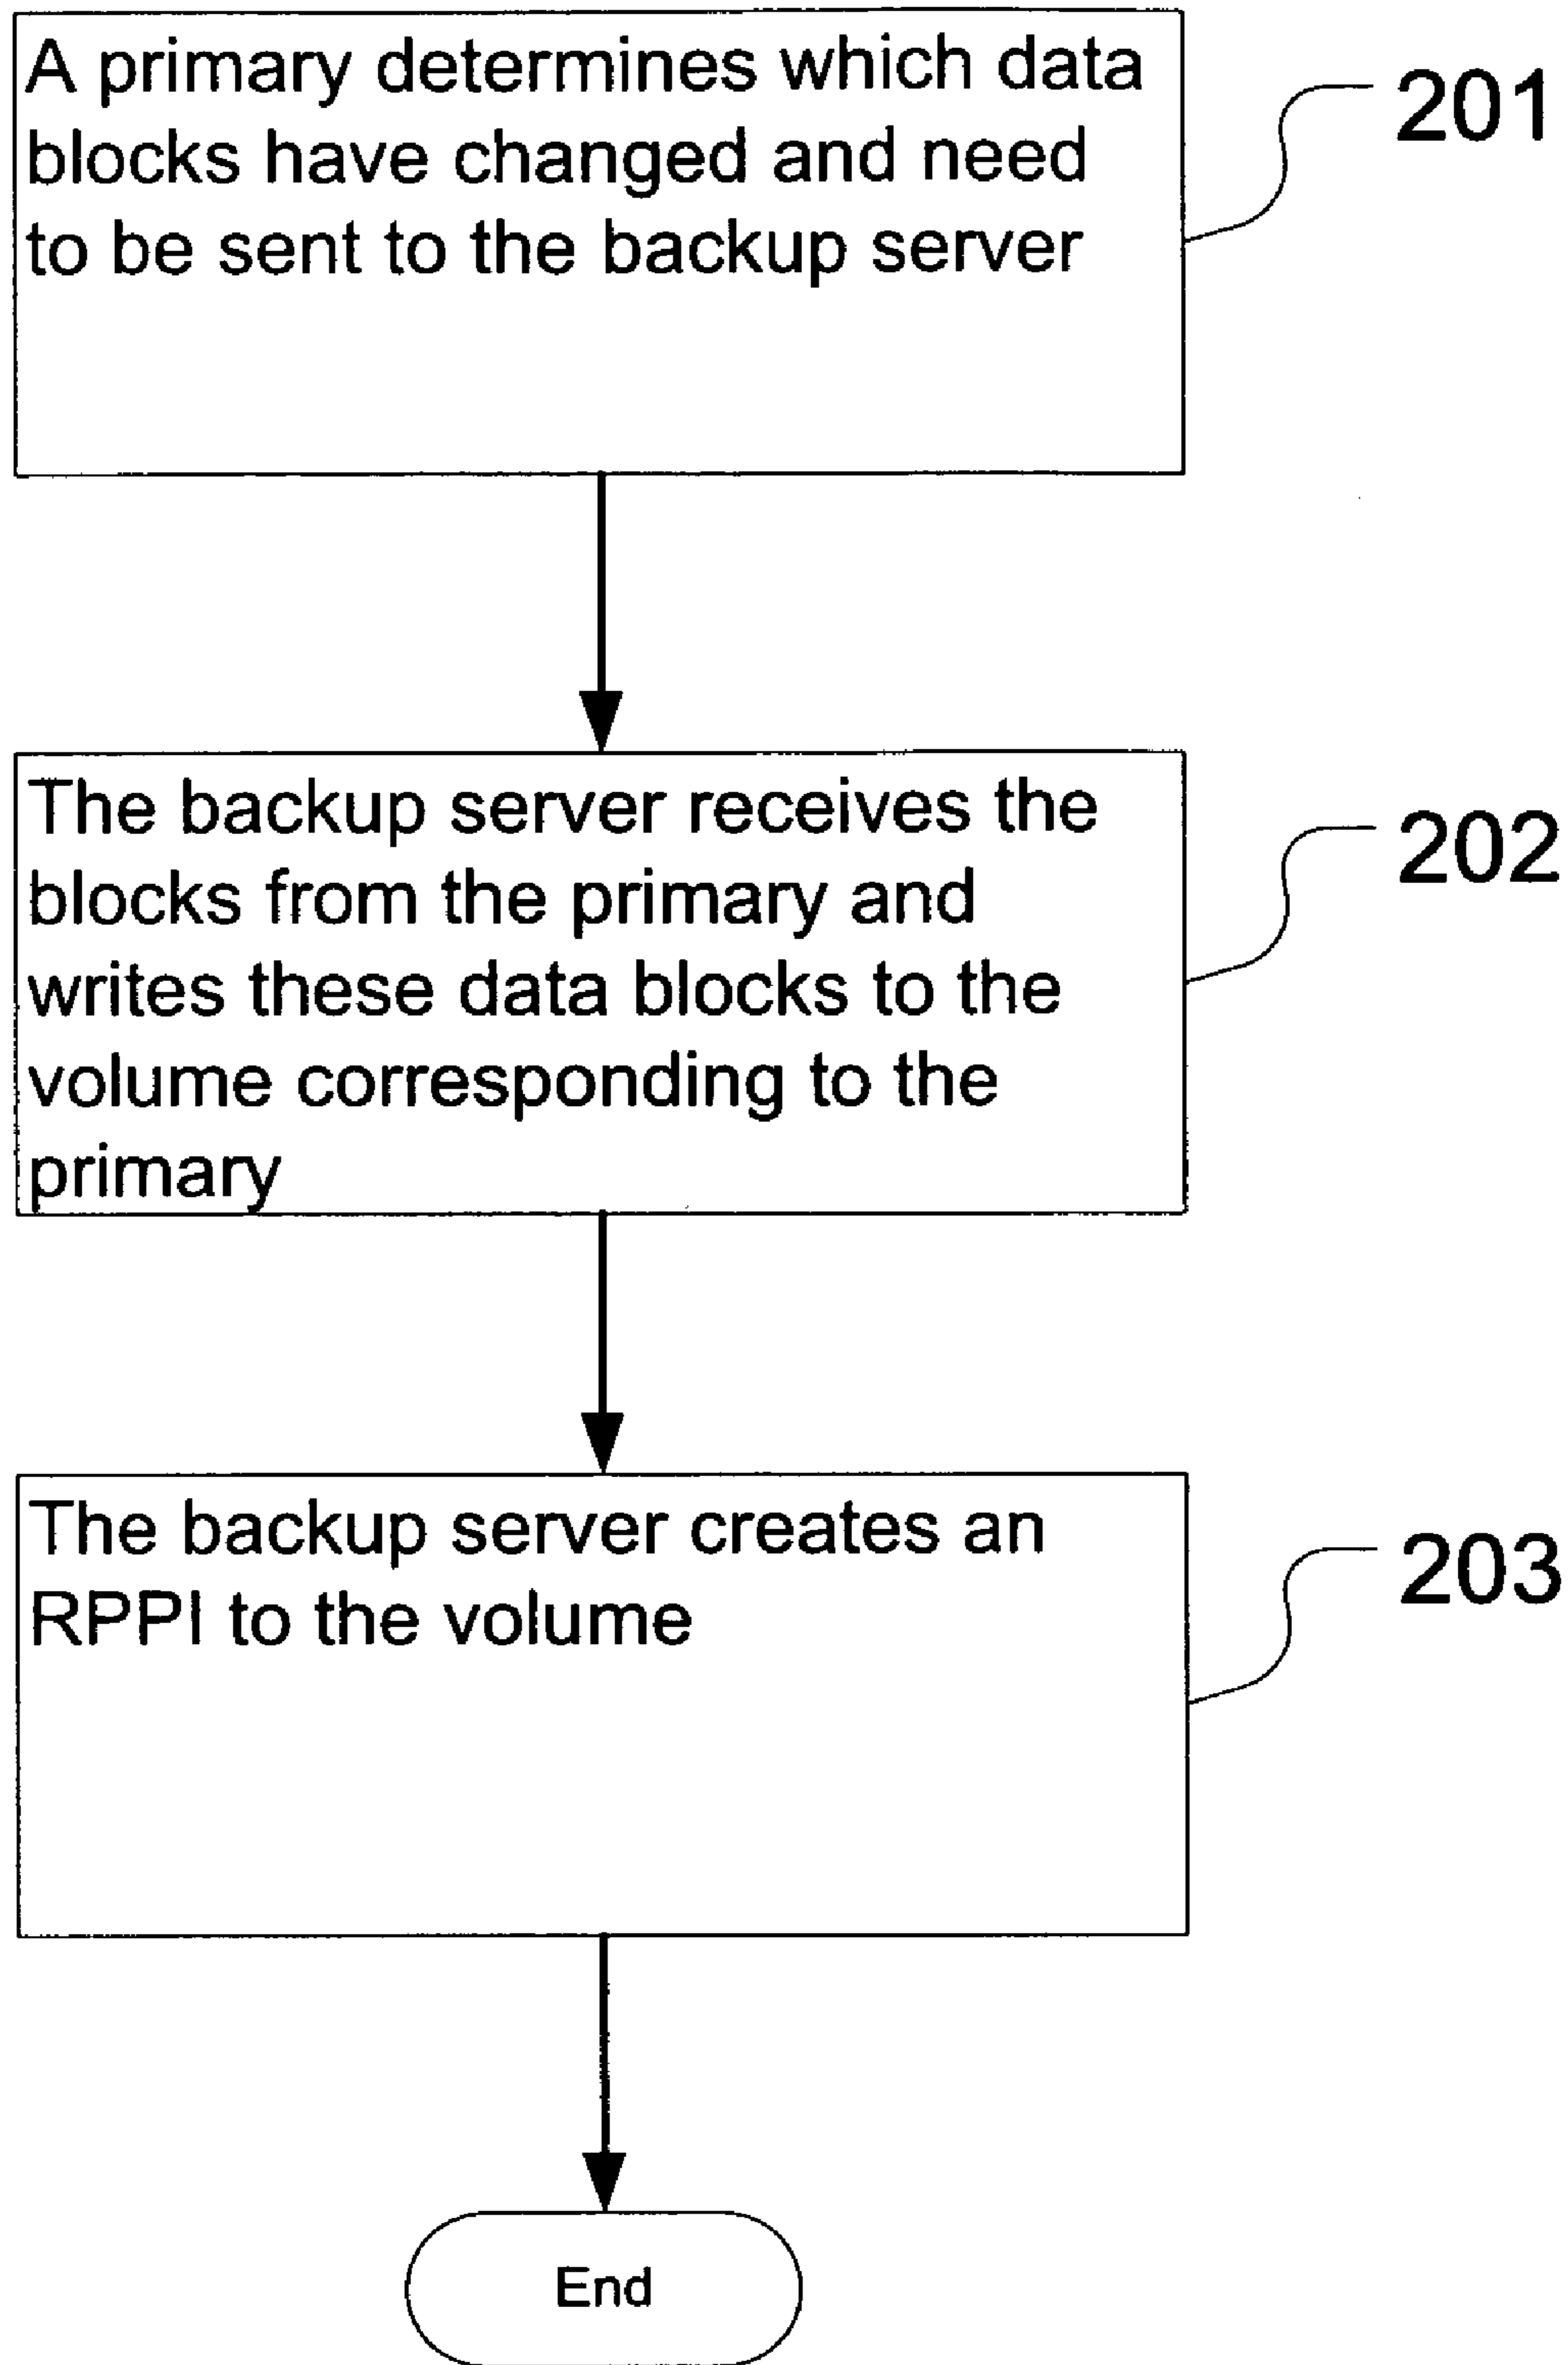 A primary determines which data
blocks have changed and need
to be sent to the backup server
201
The backup server receives the
blocks from the primary and
writes these data blocks to the
volume corresponding to the
primary
202
The backup server creates an
RPPI to the volume
203
End